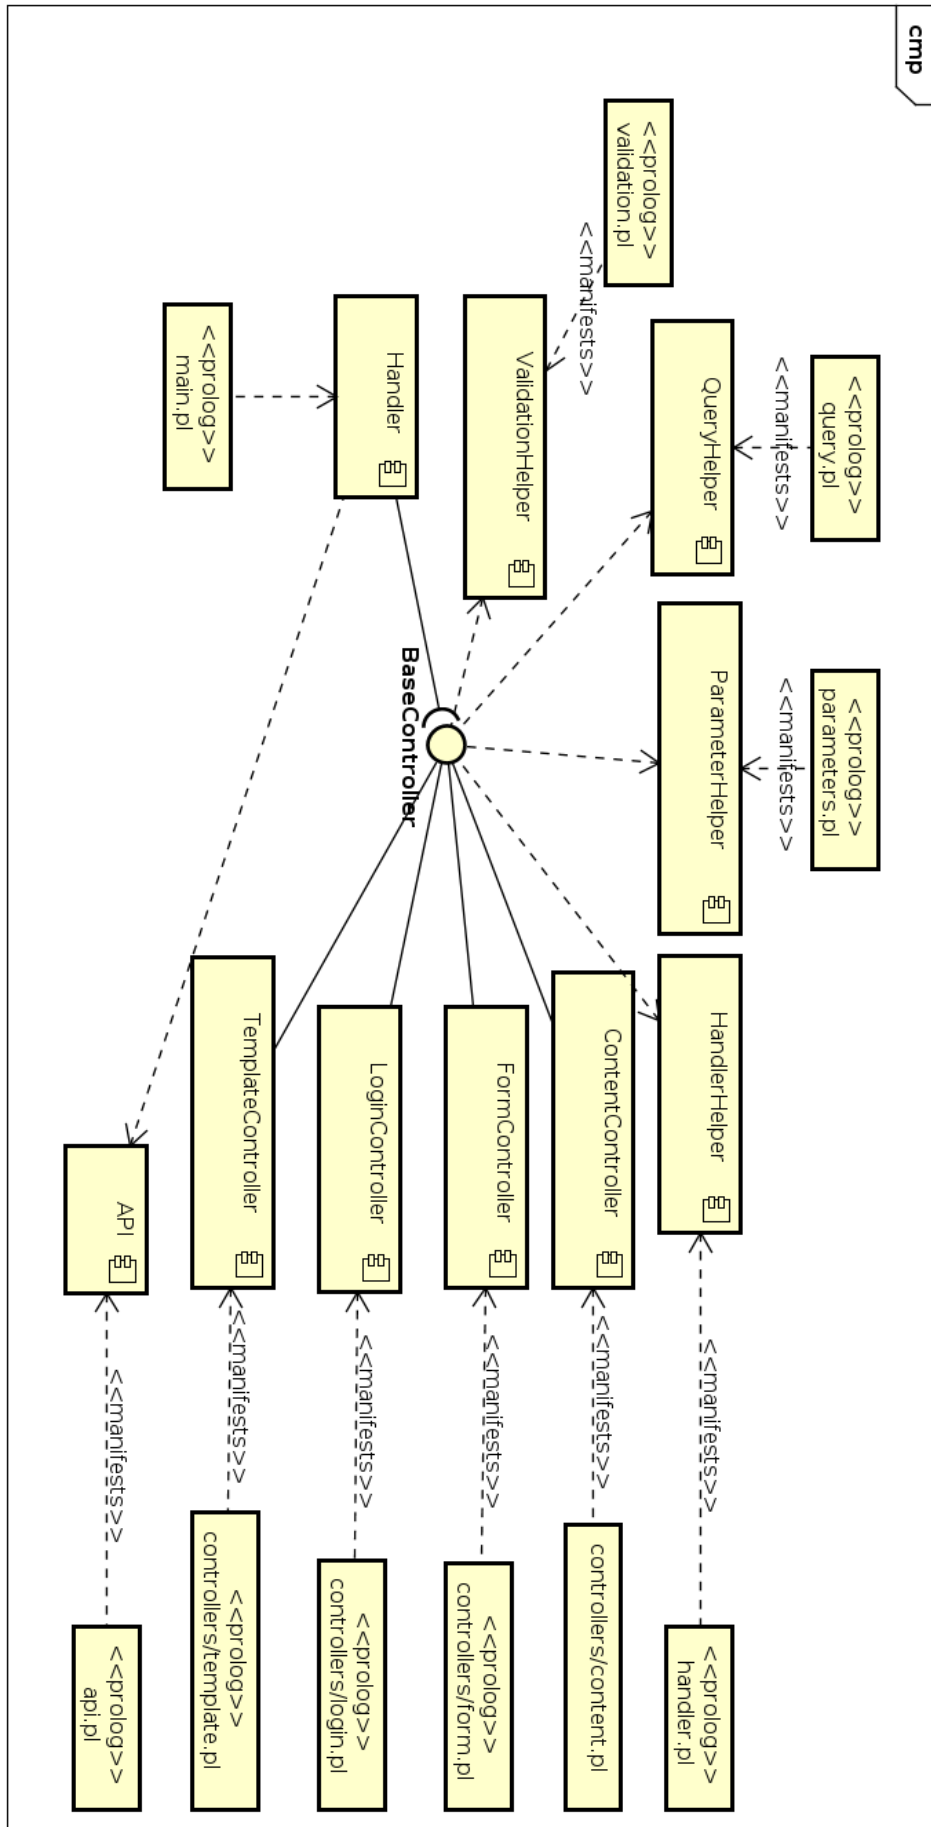 cmp
<<prolog>>
query.pl
<<manifests>>
<<prolog>>
parameters.pl
<<manifests>>
<<prolog>>
validation.pl
<<manifests>>
QueryHelper
ParameterHelper
HandlerHelper
<<manifests>>
<<prolog>>
handler.pl
ContentController
<<manifests>>
controllers/content.pl
ValidationHelper
FormController
<<manifests>>
<<prolog>>
controllers/form.pl
Handler
BaseController
LoginController
<<manifests>>
<<prolog>>
controllers/login.pl
<<prolog>>
main.pl
TemplateController
<<manifests>>
<<prolog>>
controllers/template.pl
API
<<manifests>>
<<prolog>>
api.pl